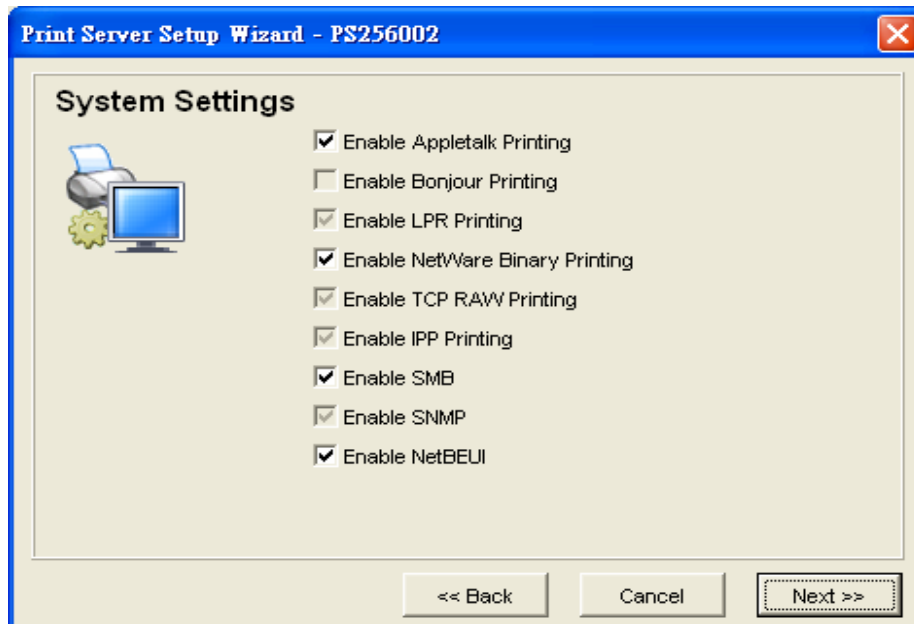 Print Server Setup Wizard - PS256002
System Settings
Enable Appletalk Printing
Enable Bonjour Printing
Enable LPR Printing
Enable NetWare Binary Printing
Enable TCP RAW Printing
Enable IPP Printing
Enable SMB
Enable SNMP
Enable NetBEUI
<< Back
Cancel
Next >>